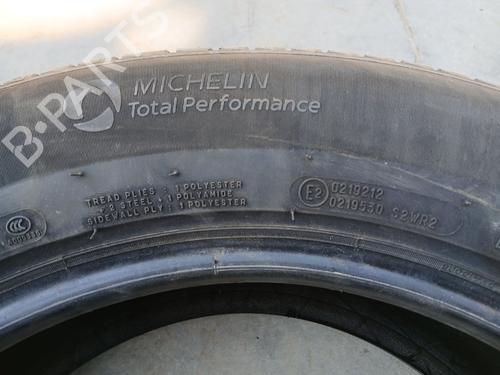 B-PARTS
MICHELIN
Total Performance
TREAD PLIES : 1 POLYESTER
+ 2 STEEL + 1 POLYAMIDE
SIDEWALL PLY : 1 POLYESTER
E2
0219212
0219530 S2WR2
CCC